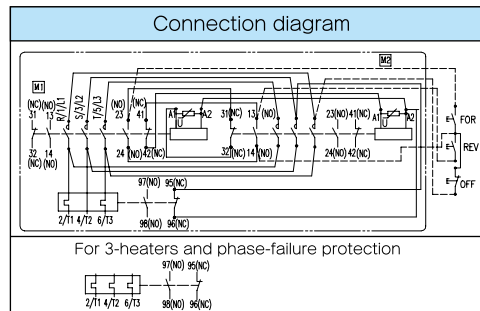 Connection diagram
M1
M2
(NC) (NO) R/1/L1 S/3/L2 T/5/L3 (NO) (NC)
31 13 23 41
A1 A2
U
31(NC) 13(NO)
23(NO) 41(NC)
A1 A2
U
FOR
REV
OFF
32 14
(NC) (NO)
24(NO) 42(NC)
32(NC) 14(NO)
24(NO) 42(NC)
97(NO) 95(NC)
2/T1 4/T2 6/T3
98(NO) 96(NC)
For 3-heaters and phase-failure protection
97(NO) 95(NC)
2/T1 4/T2 6/T3
98(NO) 96(NC)